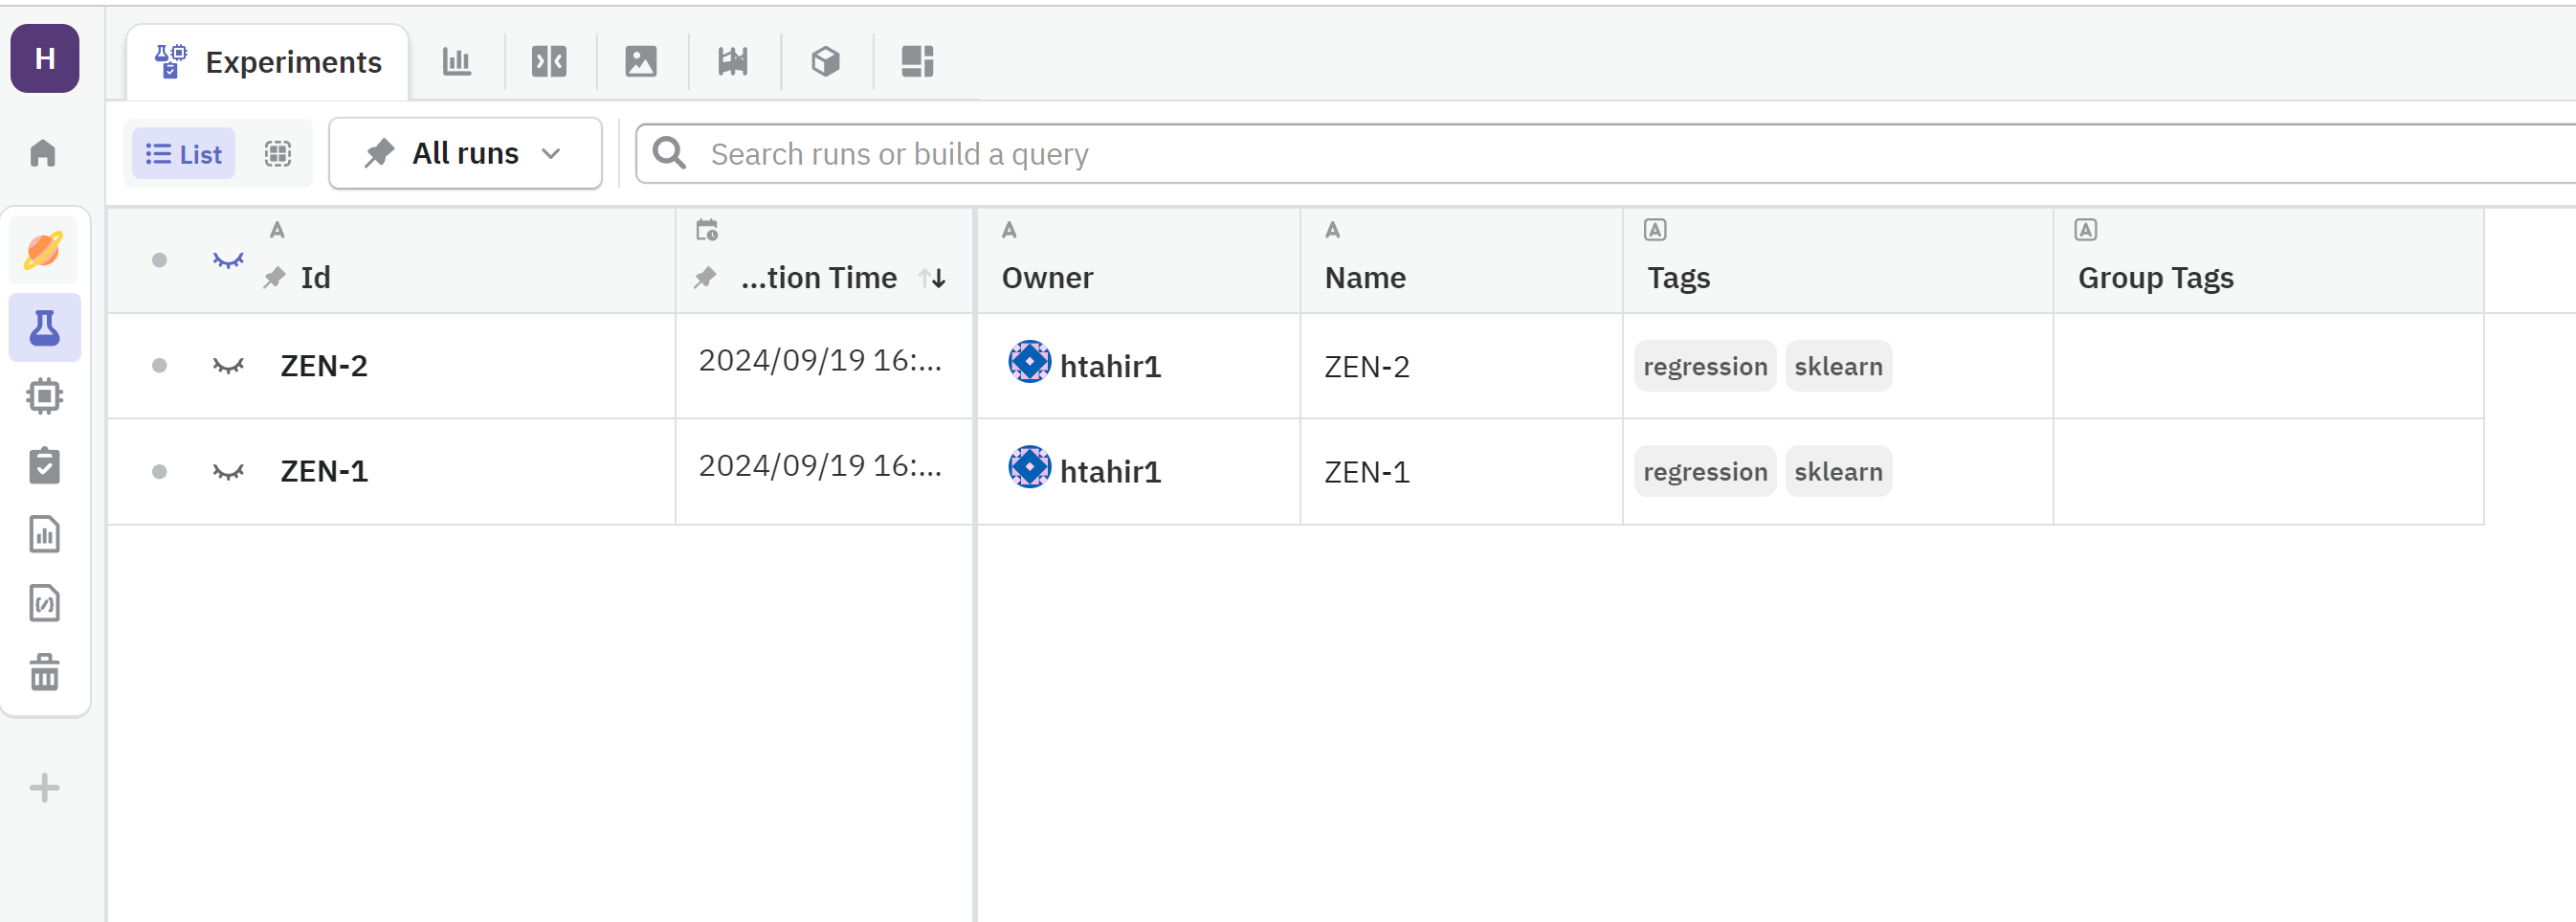 H
Experiments
List
All runs
Search runs or build a query
Id
...tion Time
Owner
Name
Tags
Group Tags
ZEN-2
2024/09/19 16:...
htahir1
ZEN-2
regression
sklearn
ZEN-1
2024/09/19 16:...
htahir1
ZEN-1
regression
sklearn